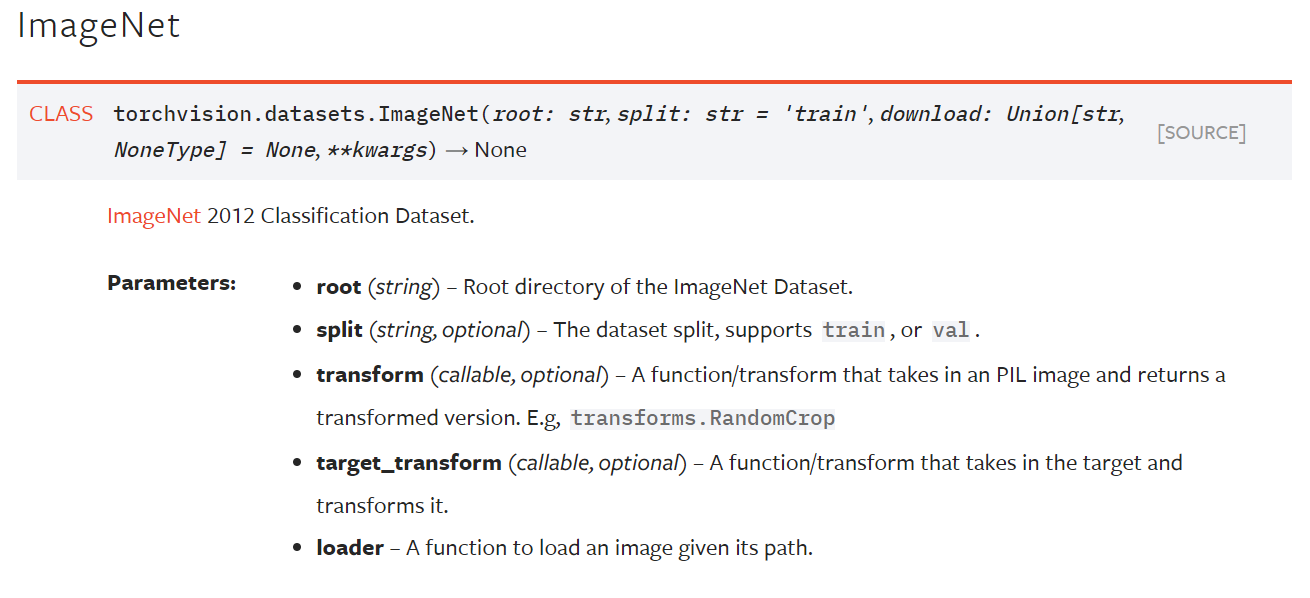 ImageNet
CLASS torchvision.datasets.ImageNet(root: str, split: str = 'train', download: Union[str,
NoneType] = None, **kwargs) → None
[SOURCE]
ImageNet 2012 Classification Dataset.
Parameters:
• root (string) – Root directory of the ImageNet Dataset.
• split (string, optional) – The dataset split, supports train, or val.
• transform (callable, optional) – A function/transform that takes in an PIL image and returns a
transformed version. E.g, transforms.RandomCrop
• target_transform (callable, optional) – A function/transform that takes in the target and
transforms it.
• loader – A function to load an image given its path.